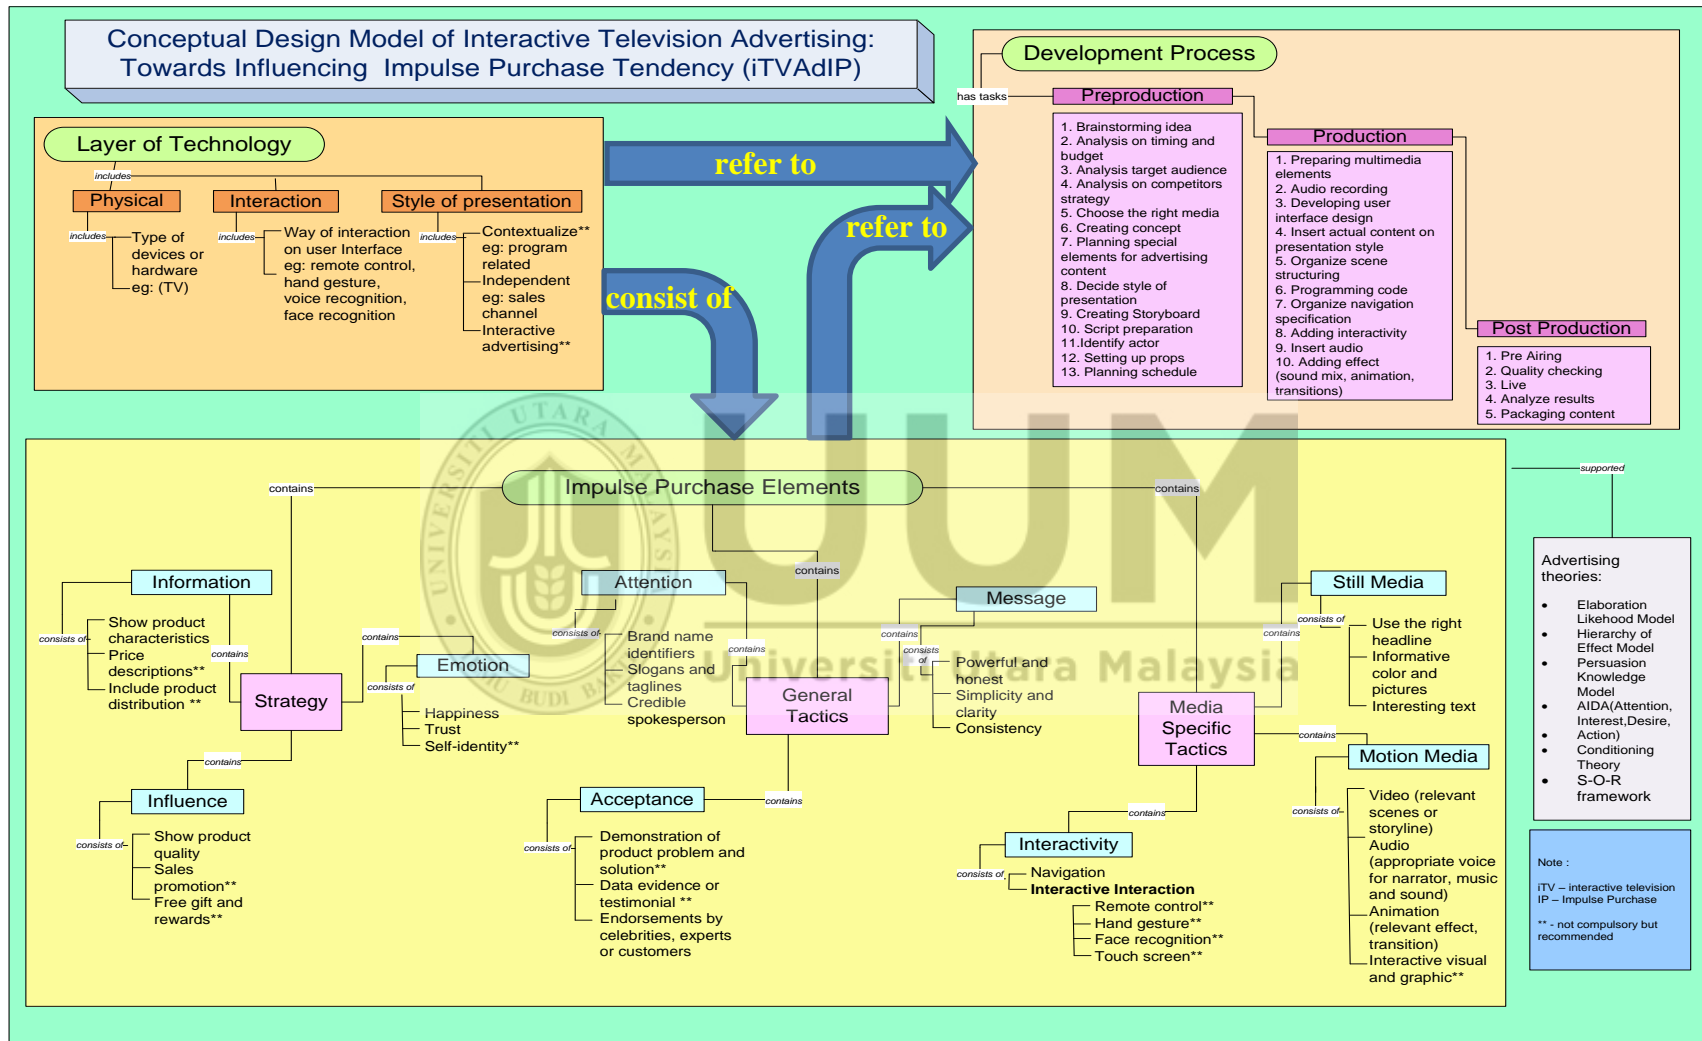 Conceptual Design Model of Interactive Television Advertising:
Towards Influencing Impulse Purchase Tendency (iTVAdIP)
Layer of Technology
includes
Physical
includes
Type of
devices or
hardware
eg: (TV)
Interaction
includes
Way of interaction
on user Interface
eg: remote control,
hand gesture,
voice recognition,
face recognition
Style of presentation
includes
Contextualize**
eg: program
related
Independent
eg: sales
channel
Interactive
advertising**
refer to
consist of
refer to
Development Process
has tasks
Preproduction
1. Brainstorming idea
2. Analysis on timing and
budget
3. Analysis target audience
4. Analysis on competitors
strategy
5. Choose the right media
6. Creating concept
7. Planning special
elements for advertising
content
8. Decide style of
presentation
9. Creating Storyboard
10. Script preparation
11.Identify actor
12. Setting up props
13. Planning schedule
Production
1. Preparing multimedia
elements
2. Audio recording
3. Developing user
interface design
4. Insert actual content on
presentation style
5. Organize scene
structuring
6. Programming code
7. Organize navigation
specification
8. Adding interactivity
9. Insert audio
10. Adding effect
(sound mix, animation,
transitions)
Post Production
1. Pre Airing
2. Quality checking
3. Live
4. Analyze results
5. Packaging content
Impulse Purchase Elements
contains
contains
contains
Strategy
contains
Information
consists of
Show product
characteristics
Price
descriptions**
Include product
distribution **
contains
Emotion
consists of
Happiness
Trust
Self-identity**
contains
Influence
consists of
Show product
quality
Sales
promotion**
Free gift and
rewards**
General
Tactics
contains
Attention
consists of
Brand name
identifiers
Slogans and
taglines
Credible
spokesperson
contains
Message
consists
of
Powerful and
honest
Simplicity and
clarity
Consistency
contains
Acceptance
consists of
Demonstration of
product problem and
solution**
Data evidence or
testimonial **
Endorsements by
celebrities, experts
or customers
Media
Specific
Tactics
contains
Still Media
consists of
Use the right
headline
Informative
color and
pictures
Interesting text
contains
Motion Media
consists of
Video (relevant
scenes or
storyline)
Audio
(appropriate voice
for narrator, music
and sound)
Animation
(relevant effect,
transition)
Interactive visual
and graphic**
contains
Interactivity
consists of
Navigation
Interactive Interaction
Remote control**
Hand gesture**
Face recognition**
Touch screen**
supported
Advertising
theories:
• Elaboration
Likehood Model
• Hierarchy of
Effect Model
• Persuasion
Knowledge
Model
• AIDA(Attention,
Interest,Desire,
• Action)
• Conditioning
Theory
• S-O-R
framework
Note :
iTV – interactive television
IP – Impulse Purchase
** - not compulsory but
recommended
UUM
Universiti Utara Malaysia
UNIVERSITI UTARA MALAYSIA